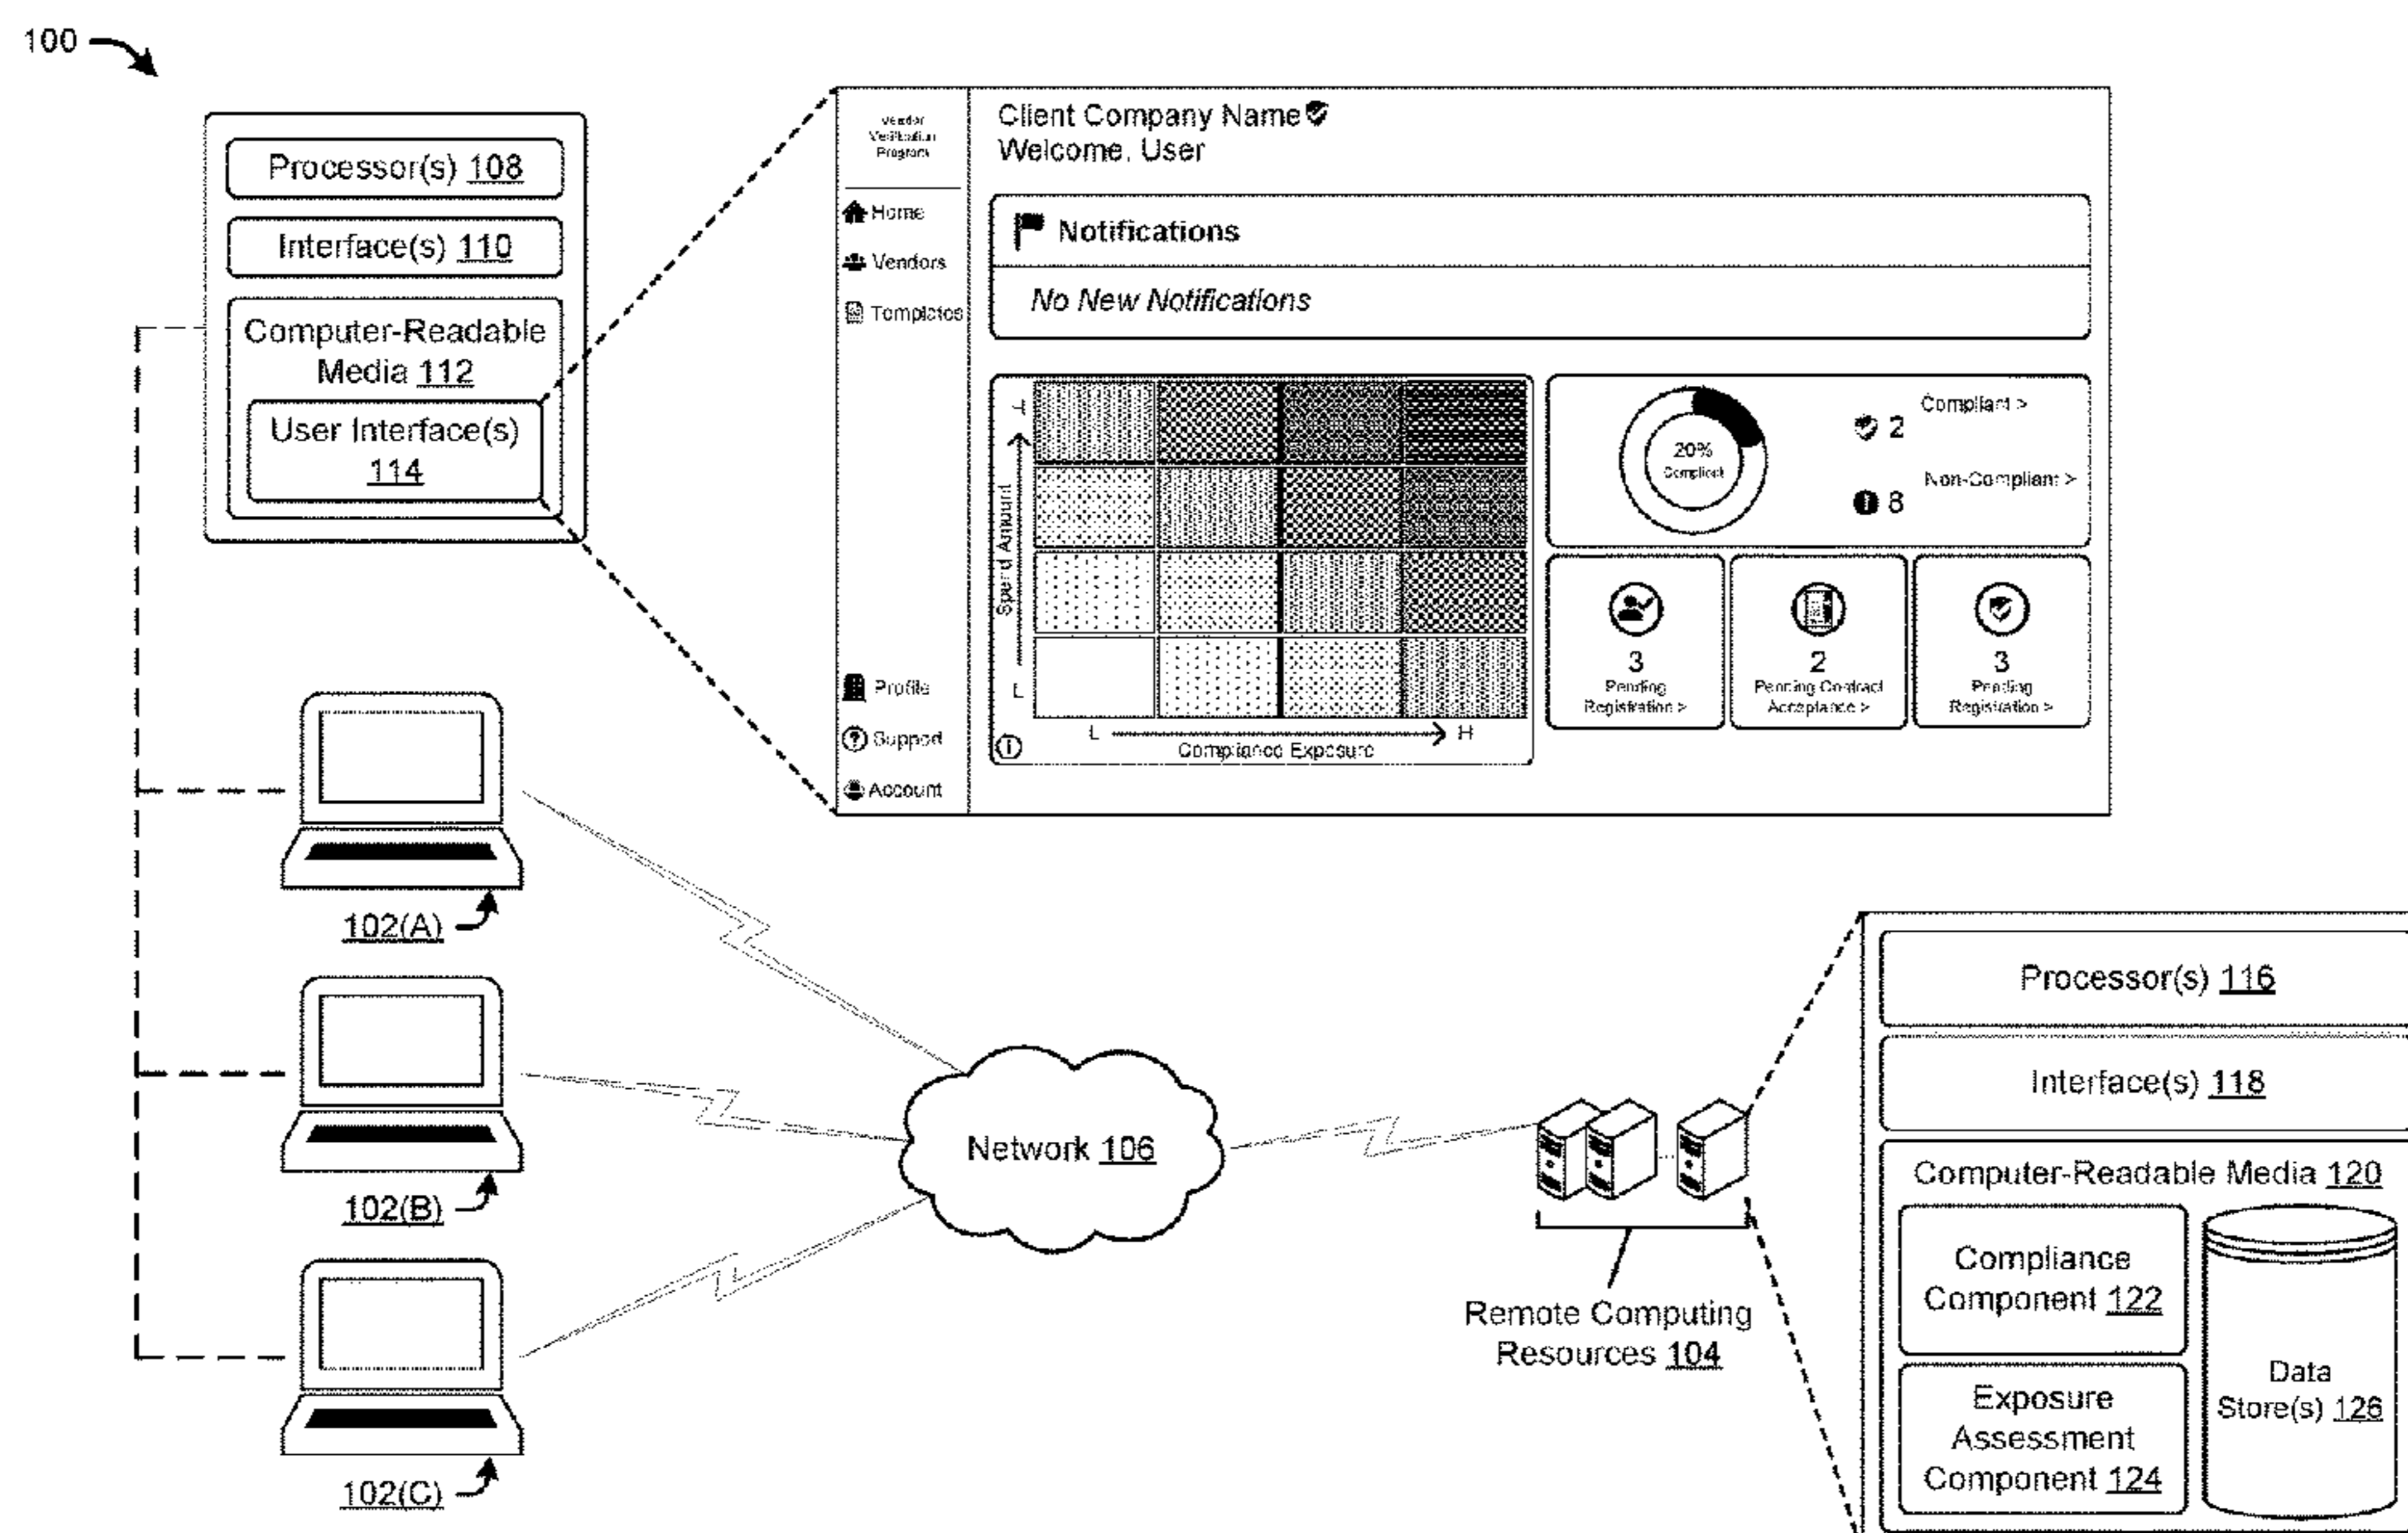 100
Processor(s) 108
Interface(s) 110
Computer-Readable
Media 112
User Interface(s)
114
Vendor
Verification
Program
Home
Vendors
Templates
Profile
Support
Account
Client Company Name
Welcome, User
Notifications
No New Notifications
Spend Amount
L
L
H
Compliance Exposure
20%
Compliant
2
Compliant >
8
Non-Compliant >
3
Pending
Registration >
2
Pending Contract
Acceptance >
3
Pending
Registration >
102(A)
102(B)
102(C)
Network 106
Remote Computing
Resources 104
Processor(s) 116
Interface(s) 118
Computer-Readable Media 120
Compliance
Component 122
Exposure
Assessment
Component 124
Data
Store(s) 126